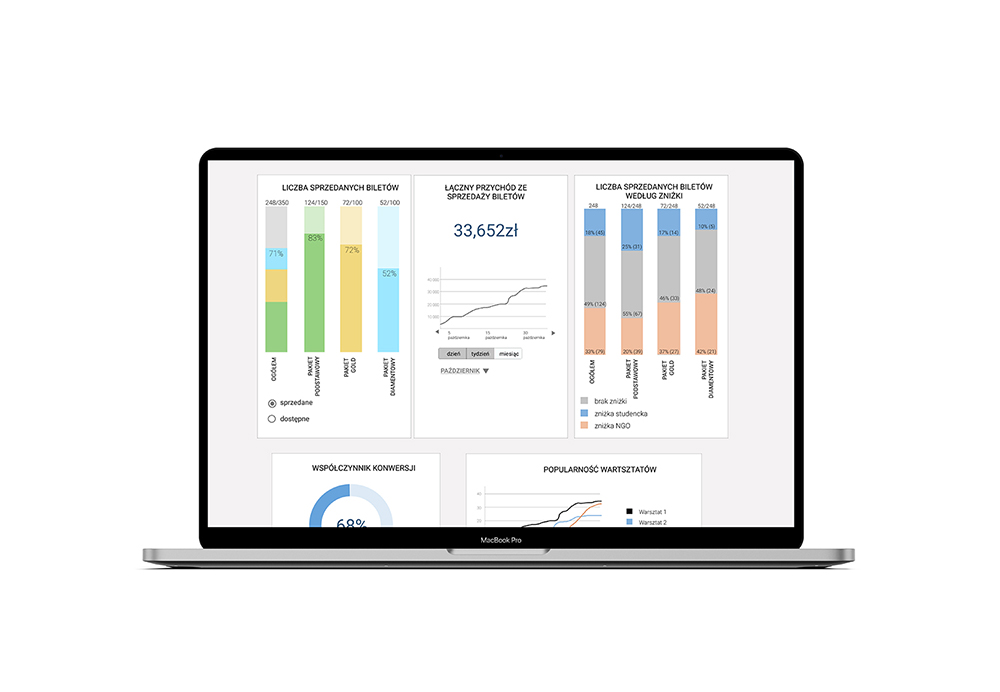 LICZBA SPRZEDANYCH BILETÓW
248/350 124/150 72/100 52/100
71%
83%
72%
52%
OGÓŁEM
PAKIET
PODSTAWOWY
PAKIET
GOLD
PAKIET
DIAMENTOWY
sprzedane
dostępne
ŁĄCZNY PRZYCHÓD ZE
SPRZEDAŻY BILETÓW
33,652zł
40 000
30 000
20 000
10 000
5 15 30
października października października
dzień tydzień miesiąc
PAŹDZIERNIK
LICZBA SPRZEDANYCH BILETÓW
WEDŁUG ZNIŻKI
248 124/248 72/248 52/248
18% (45)
49% (124)
33% (79)
25% (31)
55% (67)
20% (39)
17% (14)
46% (33)
37% (27)
10% (5)
48% (24)
42% (21)
OGÓŁEM
PAKIET
PODSTAWOWY
PAKIET
GOLD
PAKIET
DIAMENTOWY
brak zniżki
zniżka studencka
zniżka NGO
WSPÓŁCZYNNIK KONWERSJI
68%
POPULARNOŚĆ WARTSZTATÓW
40
30
20
Warsztat 1
Warsztat 2
MacBook Pro